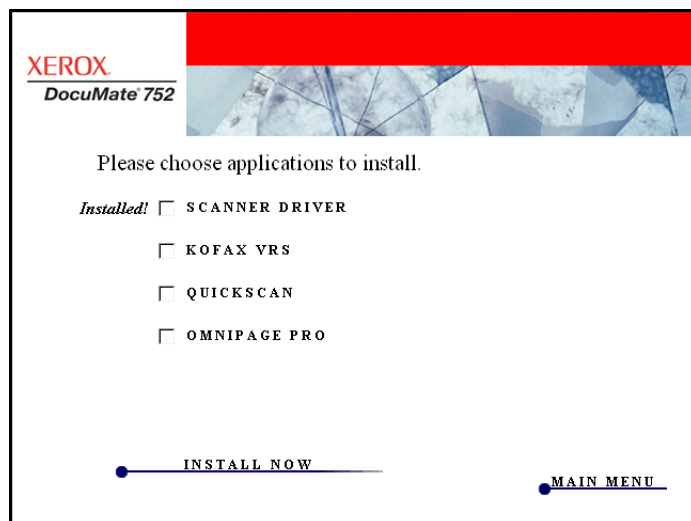 XEROX®
DocuMate® 752
Please choose applications to install.
Installed! SCANNER DRIVER
KOFAX VRS
QUICKSCAN
OMNIPAGE PRO
INSTALL NOW
MAIN MENU